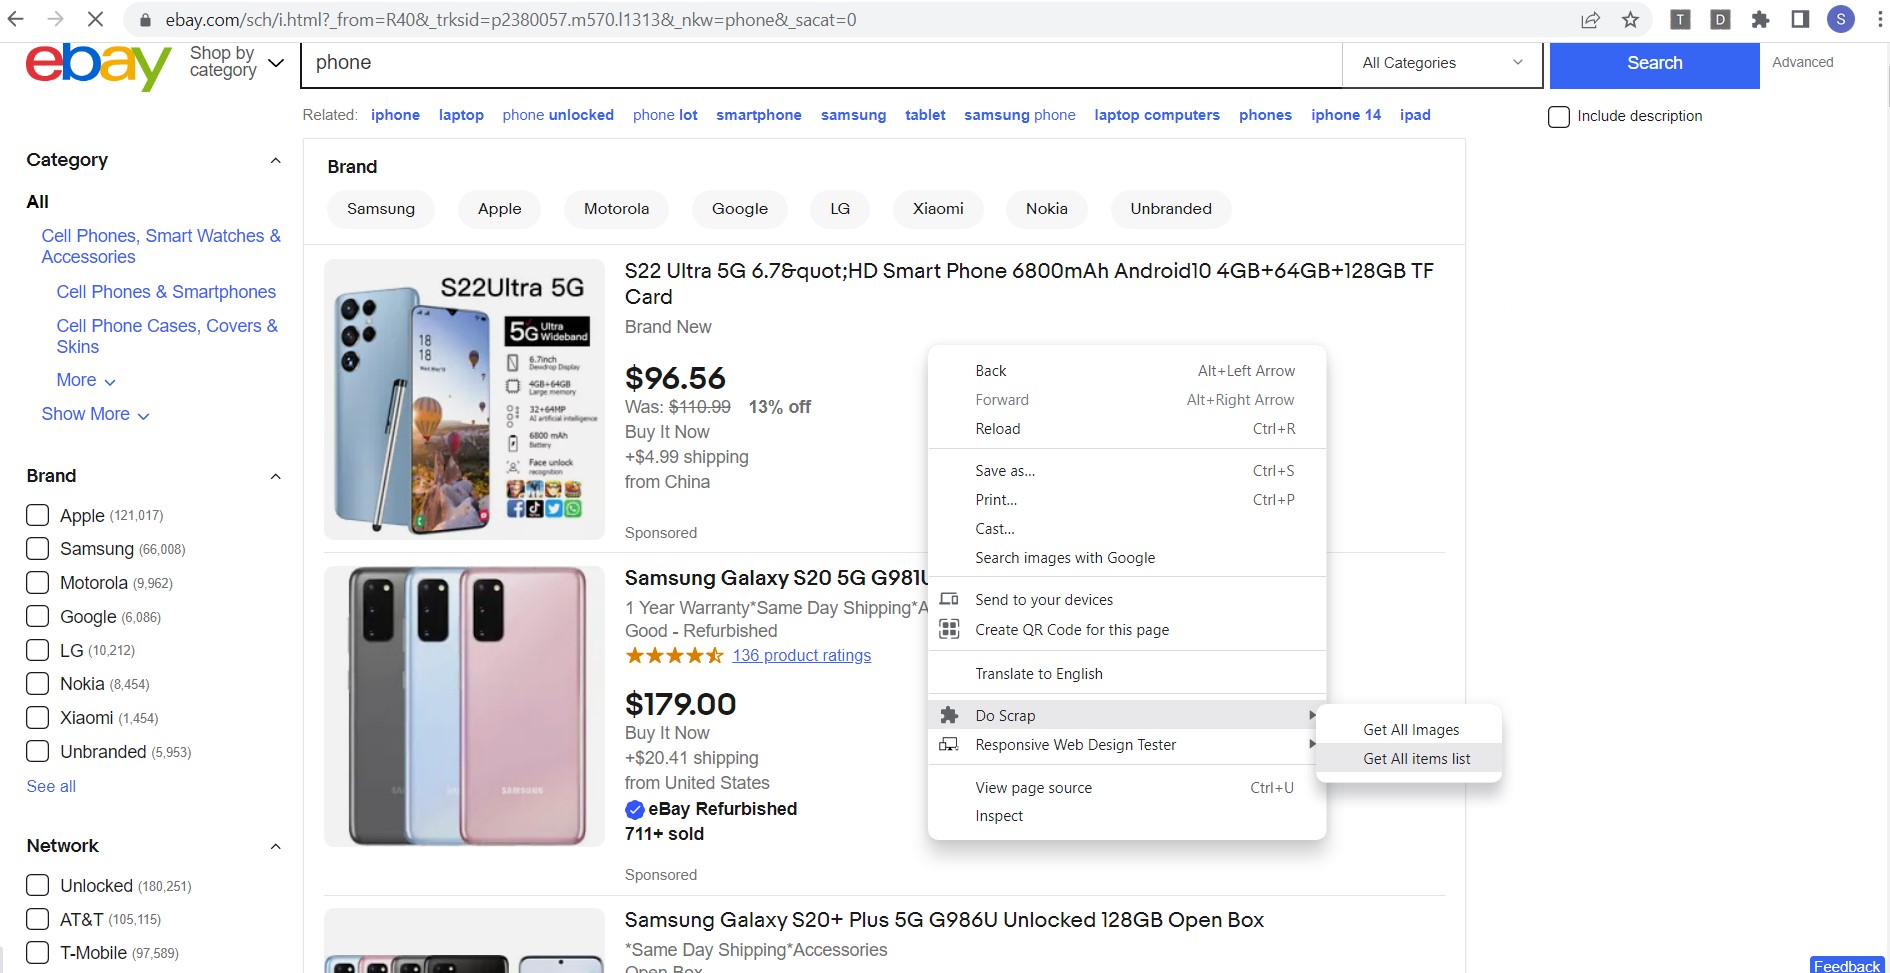 ebay.com/sch/i.html?_from=R40&_trksid=p2380057.m570.l1313&_nkw=phone&_sacat=0
T
D
S
ebay
Shop by
category
phone
All Categories
Search
Advanced
Related: iphone laptop phone unlocked phone lot smartphone samsung tablet samsung phone laptop computers phones iphone 14 ipad
Include description
Category
All
Cell Phones, Smart Watches &
Accessories
Cell Phones & Smartphones
Cell Phone Cases, Covers &
Skins
More
Show More
Brand
Apple (121,017)
Samsung (66,008)
Motorola (9,962)
Google (6,086)
LG (10,212)
Nokia (8,454)
Xiaomi (1,454)
Unbranded (5,953)
See all
Network
Unlocked (180,251)
AT&T (105,115)
T-Mobile (97,589)
Brand
Samsung Apple Motorola Google LG Xiaomi Nokia Unbranded
S22Ultra 5G
5G Ultra
Wideband
18
18
6.7inch
Dewdrop Display
4GB+64GB
Large memory
32+64MP
AI artificial intelligence
6800 mAh
Battery
Face unlock
recognition
S22 Ultra 5G 6.7&quot;HD Smart Phone 6800mAh Android10 4GB+64GB+128GB TF
Card
Brand New
$96.56
Was: $110.99 13% off
Buy It Now
+$4.99 shipping
from China
Sponsored
SAMSUNG
Samsung Galaxy S20 5G G981U
1 Year Warranty*Same Day Shipping*A
Good - Refurbished
136 product ratings
$179.00
Buy It Now
+$20.41 shipping
from United States
eBay Refurbished
711+ sold
Sponsored
Samsung Galaxy S20+ Plus 5G G986U Unlocked 128GB Open Box
*Same Day Shipping*Accessories
Open Box
Back Alt+Left Arrow
Forward Alt+Right Arrow
Reload Ctrl+R
Save as... Ctrl+S
Print... Ctrl+P
Cast...
Search images with Google
Send to your devices
Create QR Code for this page
Translate to English
Do Scrap
Responsive Web Design Tester
View page source Ctrl+U
Inspect
Get All Images
Get All items list
Feedback